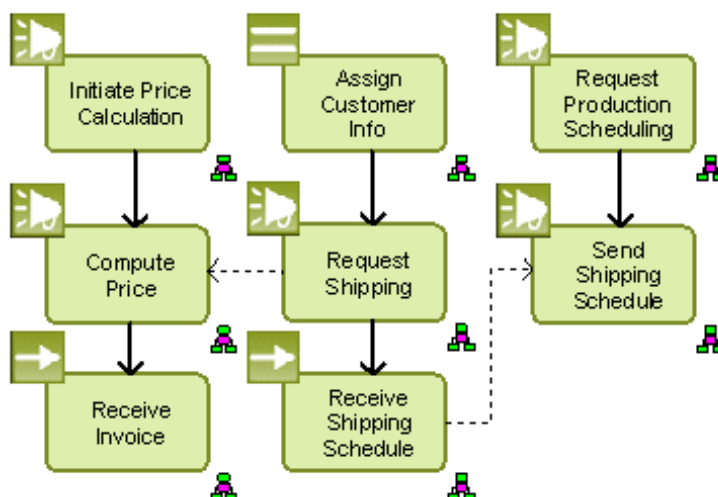 Initiate Price
Calculation
Assign
Customer
Info
Request
Production
Scheduling
Compute
Price
Request
Shipping
Send
Shipping
Schedule
Receive
Invoice
Receive
Shipping
Schedule